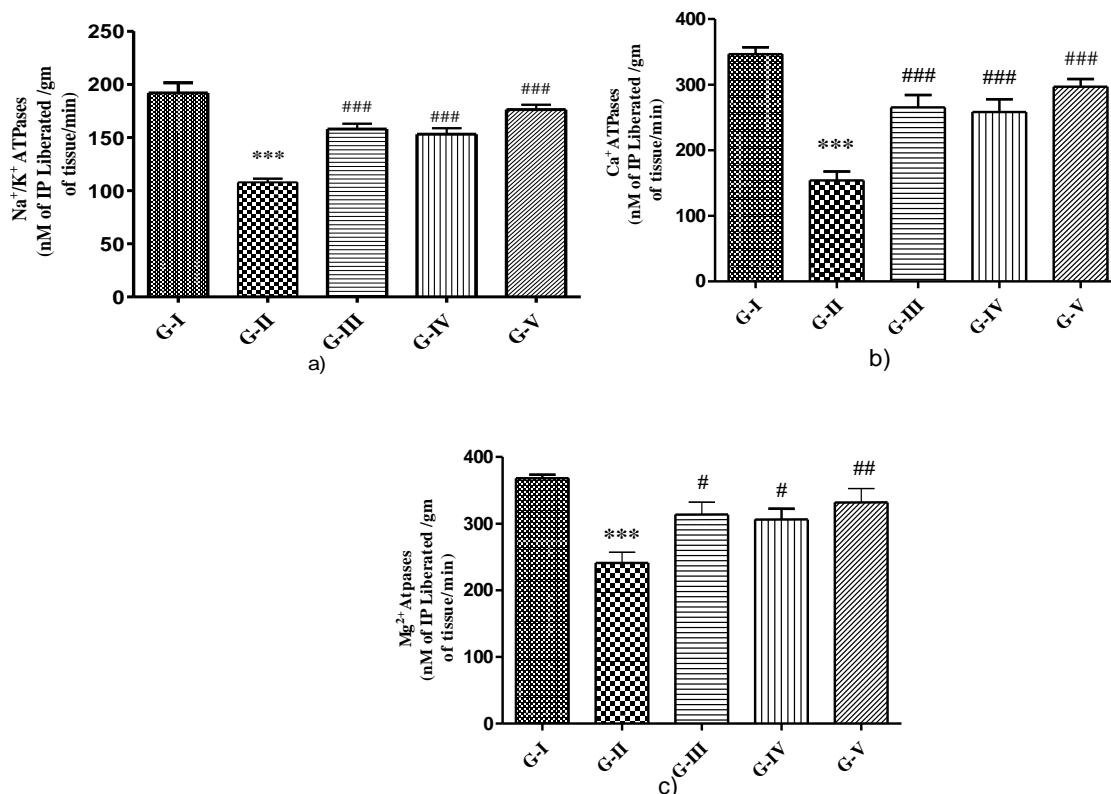 Na⁺/K⁺ ATPases
(nM of IP Liberated /gm
of tissue/min)
250
200
150
100
50
0
***
###
###
###
G-I
G-II
G-III
G-IV
G-V
a)
Ca⁺ ATPases
(nM of IP Liberated /gm
of tissue/min)
400
300
200
100
0
***
###
###
###
G-I
G-II
G-III
G-IV
G-V
b)
Mg²⁺ Atpases
(nM of IP Liberated /gm
of tissue/min)
400
300
200
100
0
***
#
#
##
G-I
G-II
G-III
G-IV
G-V
c)